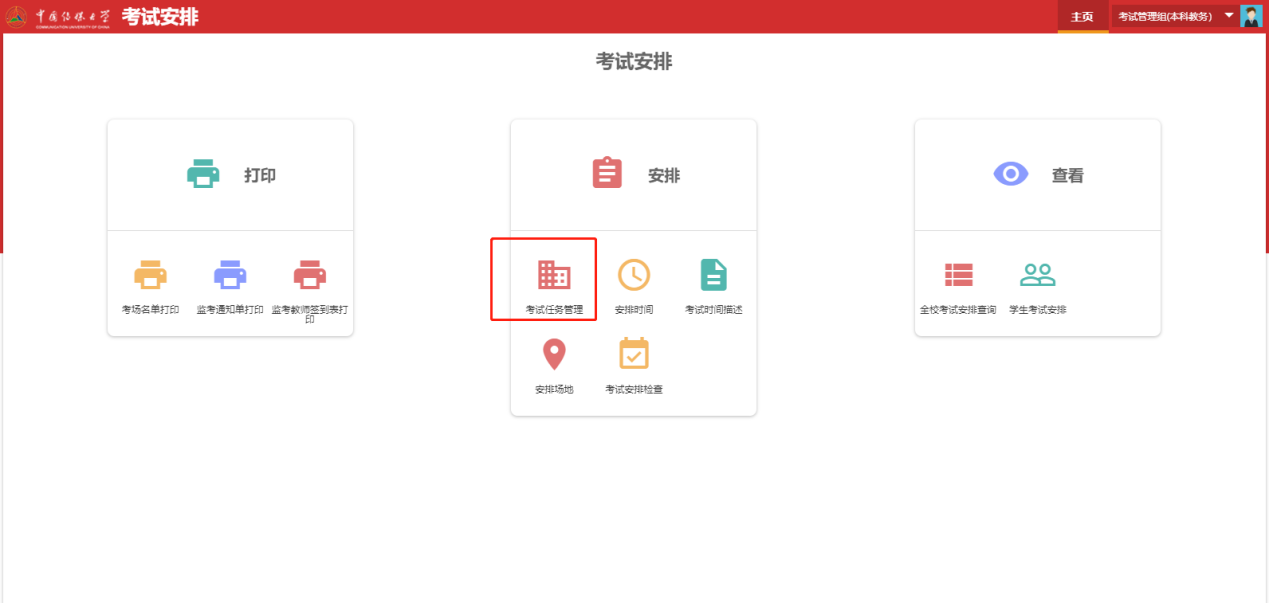 中国传媒大学 考试安排 主页 考试管理组(本科教务)
COMMUNICATION UNIVERSITY OF CHINA
考试安排
打印
考场名单打印 监考通知单打印 监考教师签到表打
印
安排
考试任务管理 安排时间 考试时间描述
安排场地 考试安排检查
查看
全校考试安排查询 学生考试安排